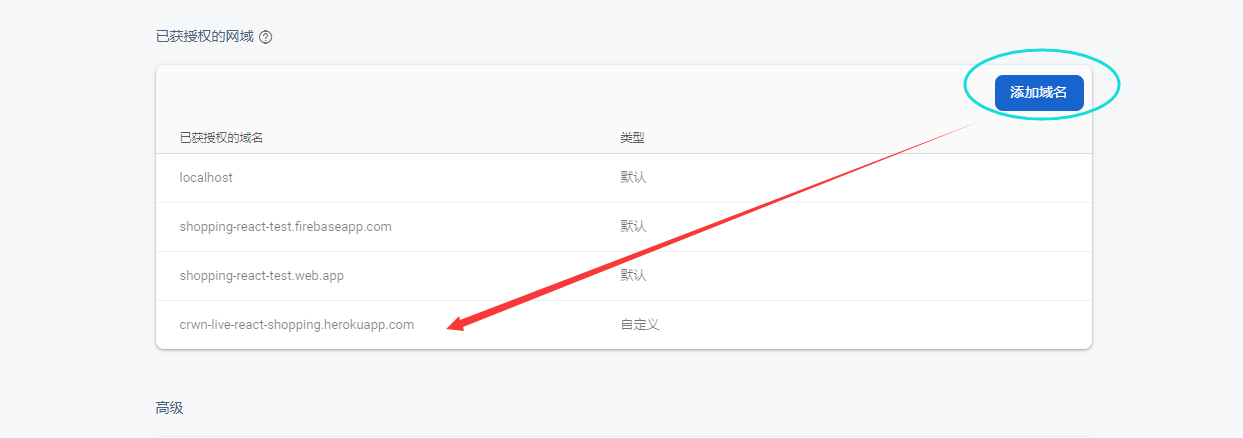 已获授权的网域
添加域名
已获授权的域名 类型
localhost 默认
shopping-react-test.firebaseapp.com 默认
shopping-react-test.web.app 默认
crwn-live-react-shopping.herokuapp.com 自定义
高级